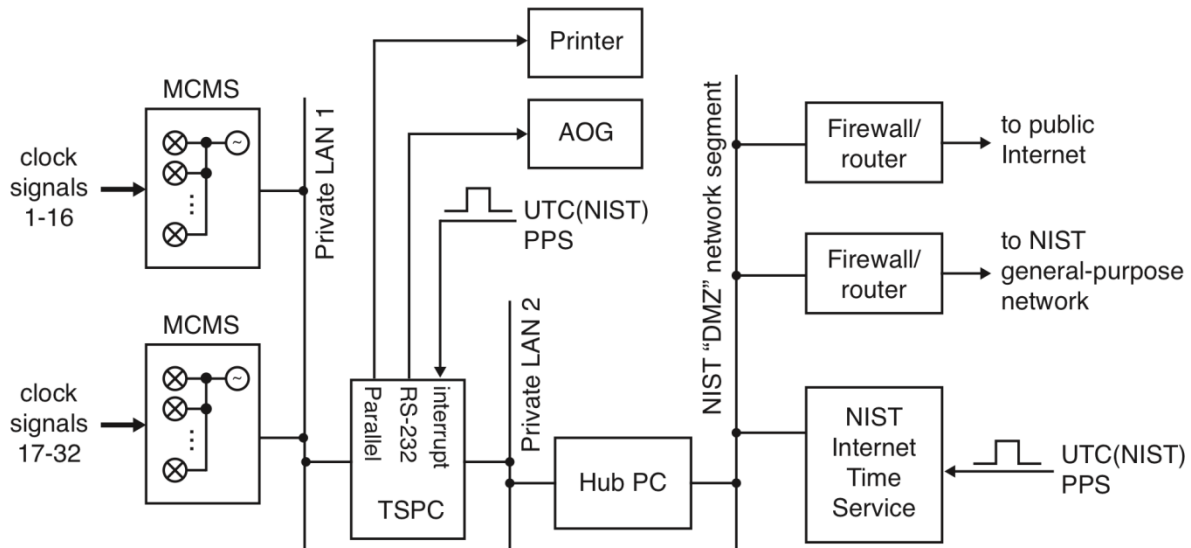 Printer
MCMS
AOG
clock
signals
1-16
Private LAN 1
UTC(NIST)
PPS
NIST “DMZ” network segment
Firewall/
router
to public
Internet
Firewall/
router
to NIST
general-purpose
network
MCMS
clock
signals
17-32
Parallel
RS-232
interrupt
TSPC
Private LAN 2
Hub PC
NIST
Internet
Time
Service
UTC(NIST)
PPS